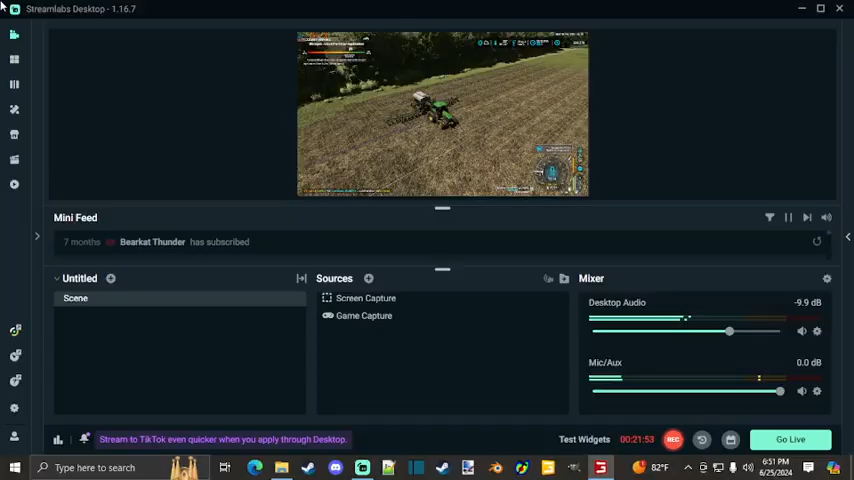 Streamlabs Desktop - 1.16.7
Mini Feed
7 months Bearkat Thunder has subscribed
Untitled
Sources
Mixer
Scene
Screen Capture
Game Capture
Desktop Audio -9.9 dB
Mic/Aux 0.0 dB
Stream to TikTok even quicker when you apply through Desktop.
Test Widgets 00:21:53 REC Go Live
Type here to search
82°F
6:51 PM
6/25/2024